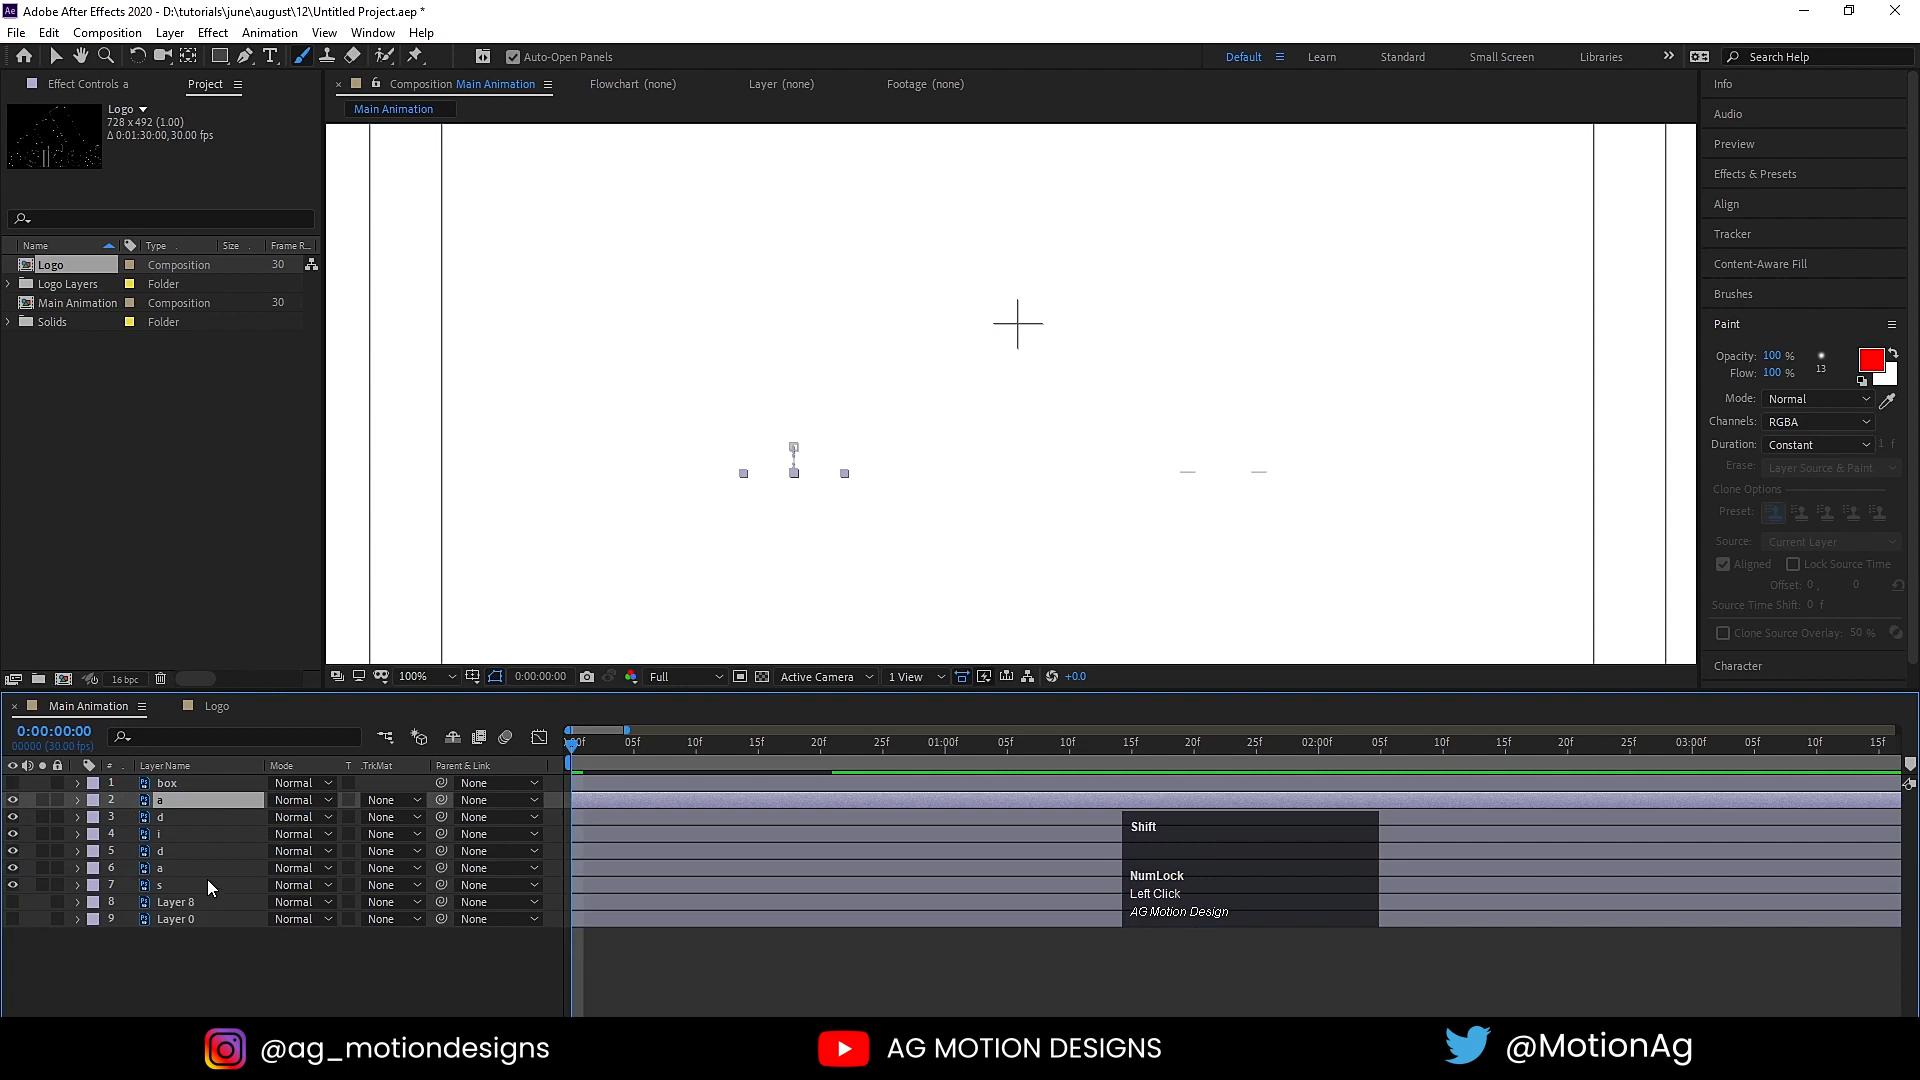 Adobe After Effects 2020 - D:\tutorials\june\august\12\Untitled Project.aep *
File Edit Composition Layer Effect Animation View Window Help
Auto-Open Panels
Default Learn Standard Small Screen Libraries Search Help
Effect Controls a Project
Composition Main Animation Flowchart (none) Layer (none) Footage (none)
Main Animation
Logo
728 x 492 (1.00)
Δ 0:01:30:00, 30.00 fps
Name Type Size Frame R...
Logo Composition 30
Logo Layers Folder
Main Animation Composition 30
Solids Folder
16 bpc
100% 0:00:00:00 Full Active Camera 1 View +0.0
Info
Audio
Preview
Effects & Presets
Align
Tracker
Content-Aware Fill
Brushes
Paint
Opacity: 100 %
Flow: 100 %
13
Mode: Normal
Channels: RGBA
Duration: Constant 1 f
Erase: Layer Source & Paint
Clone Options
Preset:
Source: Current Layer
Aligned Lock Source Time
Offset: 0 , 0
Source Time Shift: 0 f
Clone Source Overlay: 50 %
Character
Main Animation Logo
0:00:00:00
00000 (30.00 fps)
05f 10f 15f 20f 25f 01:00f 05f 10f 15f 20f 25f 02:00f 05f 10f 15f 20f 25f 03:00f 05f 10f 15f
# Layer Name Mode T .TrkMat Parent & Link
1 box Normal None
2 a Normal None None
3 d Normal None None
4 i Normal None None
5 d Normal None None
6 a Normal None None
7 s Normal None None
8 Layer 8 Normal None None
9 Layer 0 Normal None None
Shift
NumLock
Left Click
AG Motion Design
@ag_motiondesigns AG MOTION DESIGNS @MotionAg